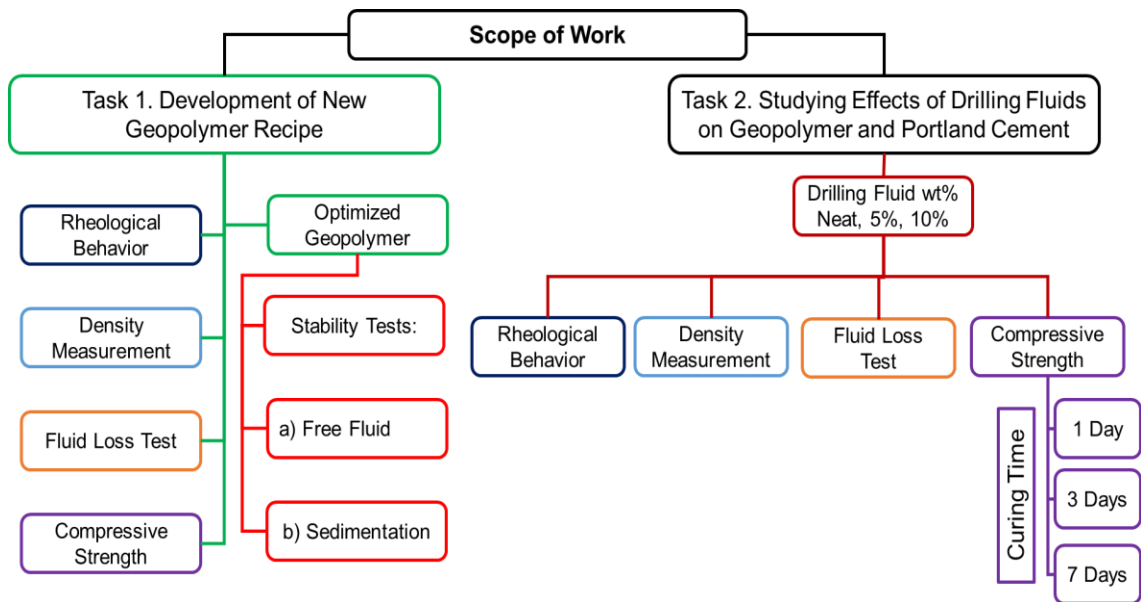 Scope of Work
Task 1. Development of New
Geopolymer Recipe
Rheological
Behavior
Density
Measurement
Fluid Loss Test
Compressive
Strength
Optimized
Geopolymer
Stability Tests:
a) Free Fluid
b) Sedimentation
Task 2. Studying Effects of Drilling Fluids
on Geopolymer and Portland Cement
Drilling Fluid wt%
Neat, 5%, 10%
Rheological
Behavior
Density
Measurement
Fluid Loss
Test
Compressive
Strength
Curing Time
1 Day
3 Days
7 Days